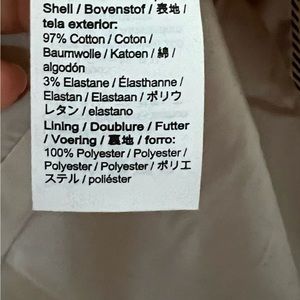 Shell / Bovenstof / 表地 /
tela exterior:
97% Cotton / Coton /
Baumwolle / Katoen / 綿 /
algodón
3% Elastane / Élasthanne /
Elastan / Elastaan / ポリウ
レタン / elastano
Lining / Doublure / Futter
/ Voering / 裏地 / forro:
100% Polyester / Polyester /
Polyester / Polyester / ポリエ
ステル / poliéster